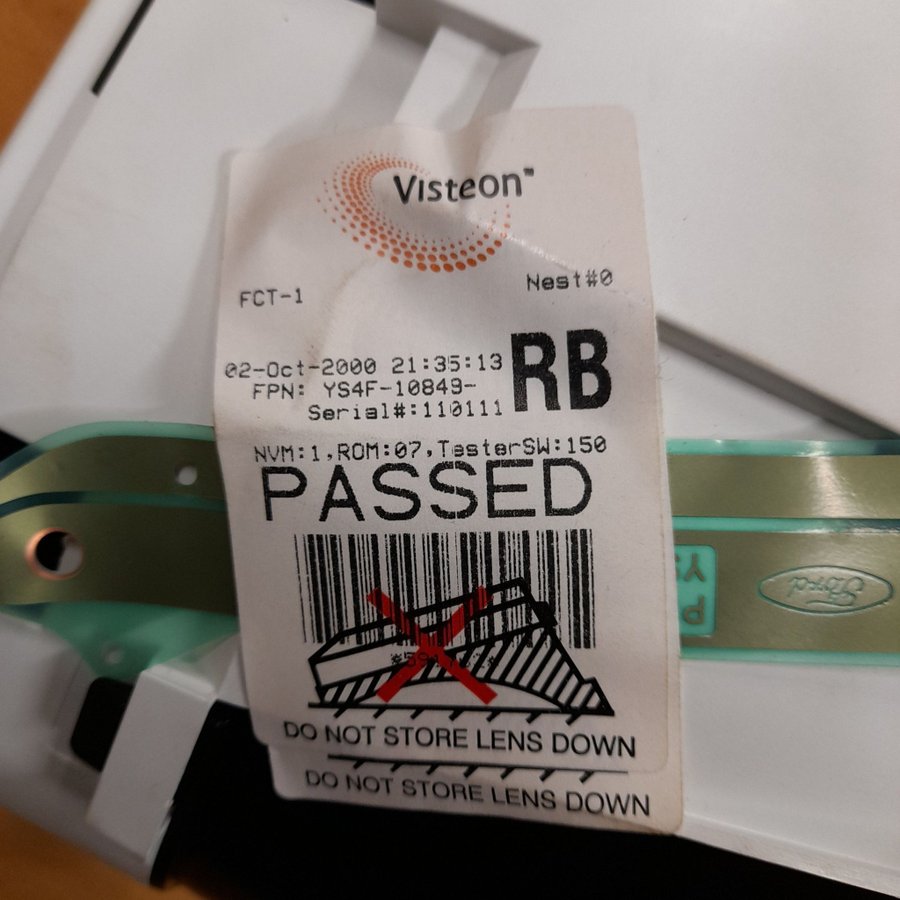 Visteon™
FCT-1
Nest#0
02-Oct-2000 21:35:13
FPN: YS4F-10849-
RB
Serial#:110111
NVM:1,ROM:07,TesterSW:150
PASSED
DO NOT STORE LENS DOWN
DO NOT STORE LENS DOWN
Ford